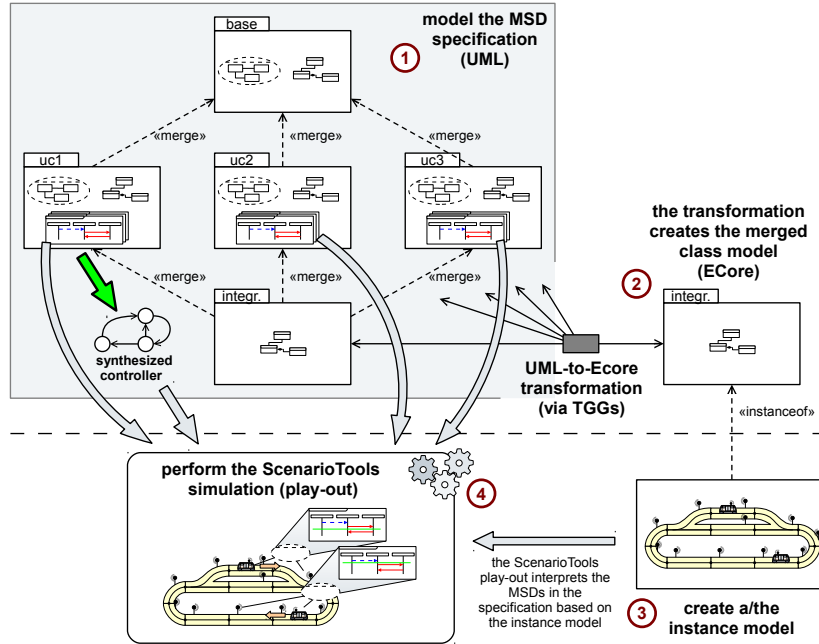 base
model the MSD
specification
(UML)
1
«merge»
«merge»
«merge»
uc1
uc2
uc3
the transformation
creates the merged
class model
(ECore)
«merge»
«merge»
«merge»
2
integr.
integr.
synthesized
controller
UML-to-Ecore
transformation
(via TGGs)
«instanceof»
perform the ScenarioTools
simulation (play-out)
4
the ScenarioTools
play-out interprets the
MSDs in the
specification based on
the instance model
3
create a/the
instance model